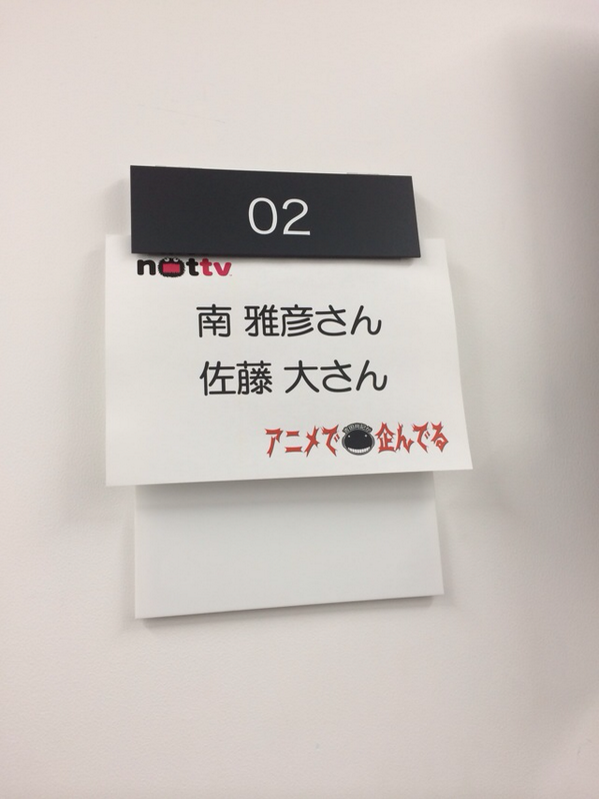 02
nottv
南 雅彦さん
佐藤 大さん
アニメで企んでる